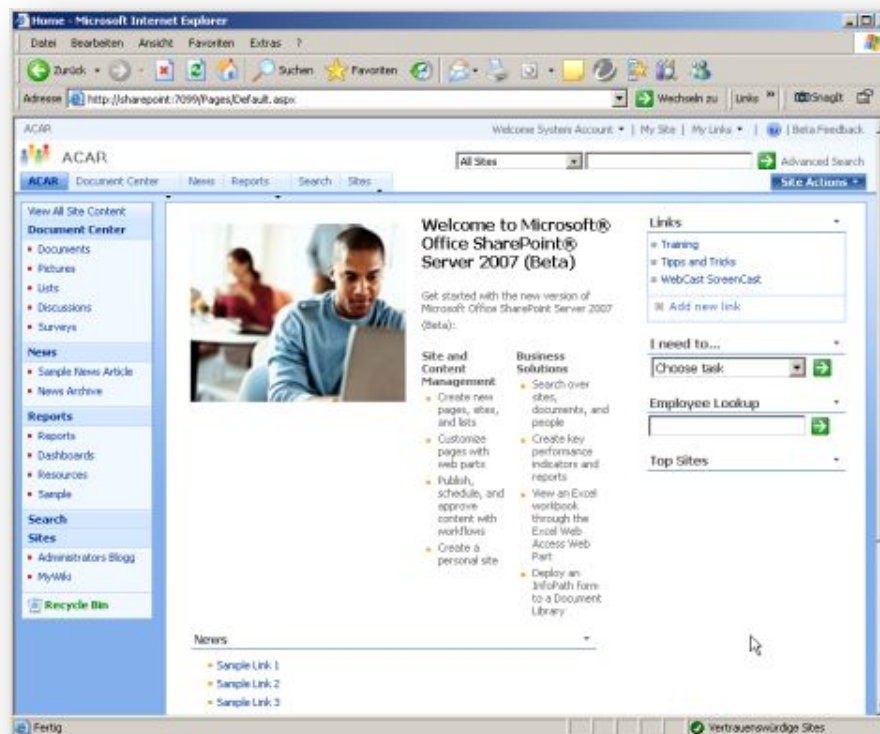 Home - Microsoft Internet Explorer
Datei Bearbeiten Ansicht Favoriten Extras ?
Zurück Suchen Favoriten
Adresse http://sharepoint:7099/Pages/Default.aspx Wechseln zu Links » SnagIt
ACAR Welcome System Account | My Site | My Links | | Beta Feedback
ACAR All Sites Advanced Search
ACAR Document Center News Reports Search Sites Site Actions
View All Site Content
Document Center
Documents
Pictures
Lists
Discussions
Surveys
News
Sample News Article
News Archive
Reports
Reports
Dashboards
Resources
Sample
Search
Sites
Administrators Blogg
MyWiki
Recycle Bin
Welcome to Microsoft®
Office SharePoint®
Server 2007 (Beta)
Get started with the new version of
Microsoft Office SharePoint Server 2007
(Beta):
Site and
Content
Management
Create new
pages, sites,
and lists
Customize
pages with
web parts
Publish,
schedule, and
approve
content with
workflows
Create a
personal site
Business
Solutions
Search over
sites,
documents, and
people
Create key
performance
indicators and
reports
View an Excel
workbook
through the
Excel Web
Access Web
Part
Deploy an
InfoPath form
to a Document
Library
Links
Training
Tipps and Tricks
WebCast ScreenCast
Add new link
I need to...
Choose task
Employee Lookup
Top Sites
News
Sample Link 1
Sample Link 2
Sample Link 3
Fertig Vertrauenswürdige Sites